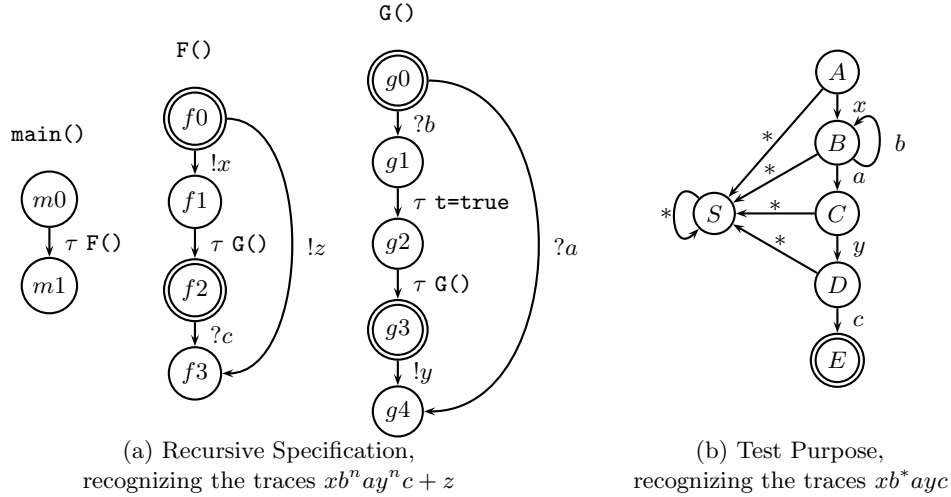 main()
m0
τ F()
m1
F()
f0
!x
f1
τ G()
f2
?c
f3
!z
G()
g0
?b
g1
τ t=true
g2
τ G()
g3
!y
g4
?a
(a) Recursive Specification,
recognizing the traces xbⁿayⁿc + z
A
* x
B
* b
a
S
*
* C
y
*
D
c
E
(b) Test Purpose,
recognizing the traces xb*ayc